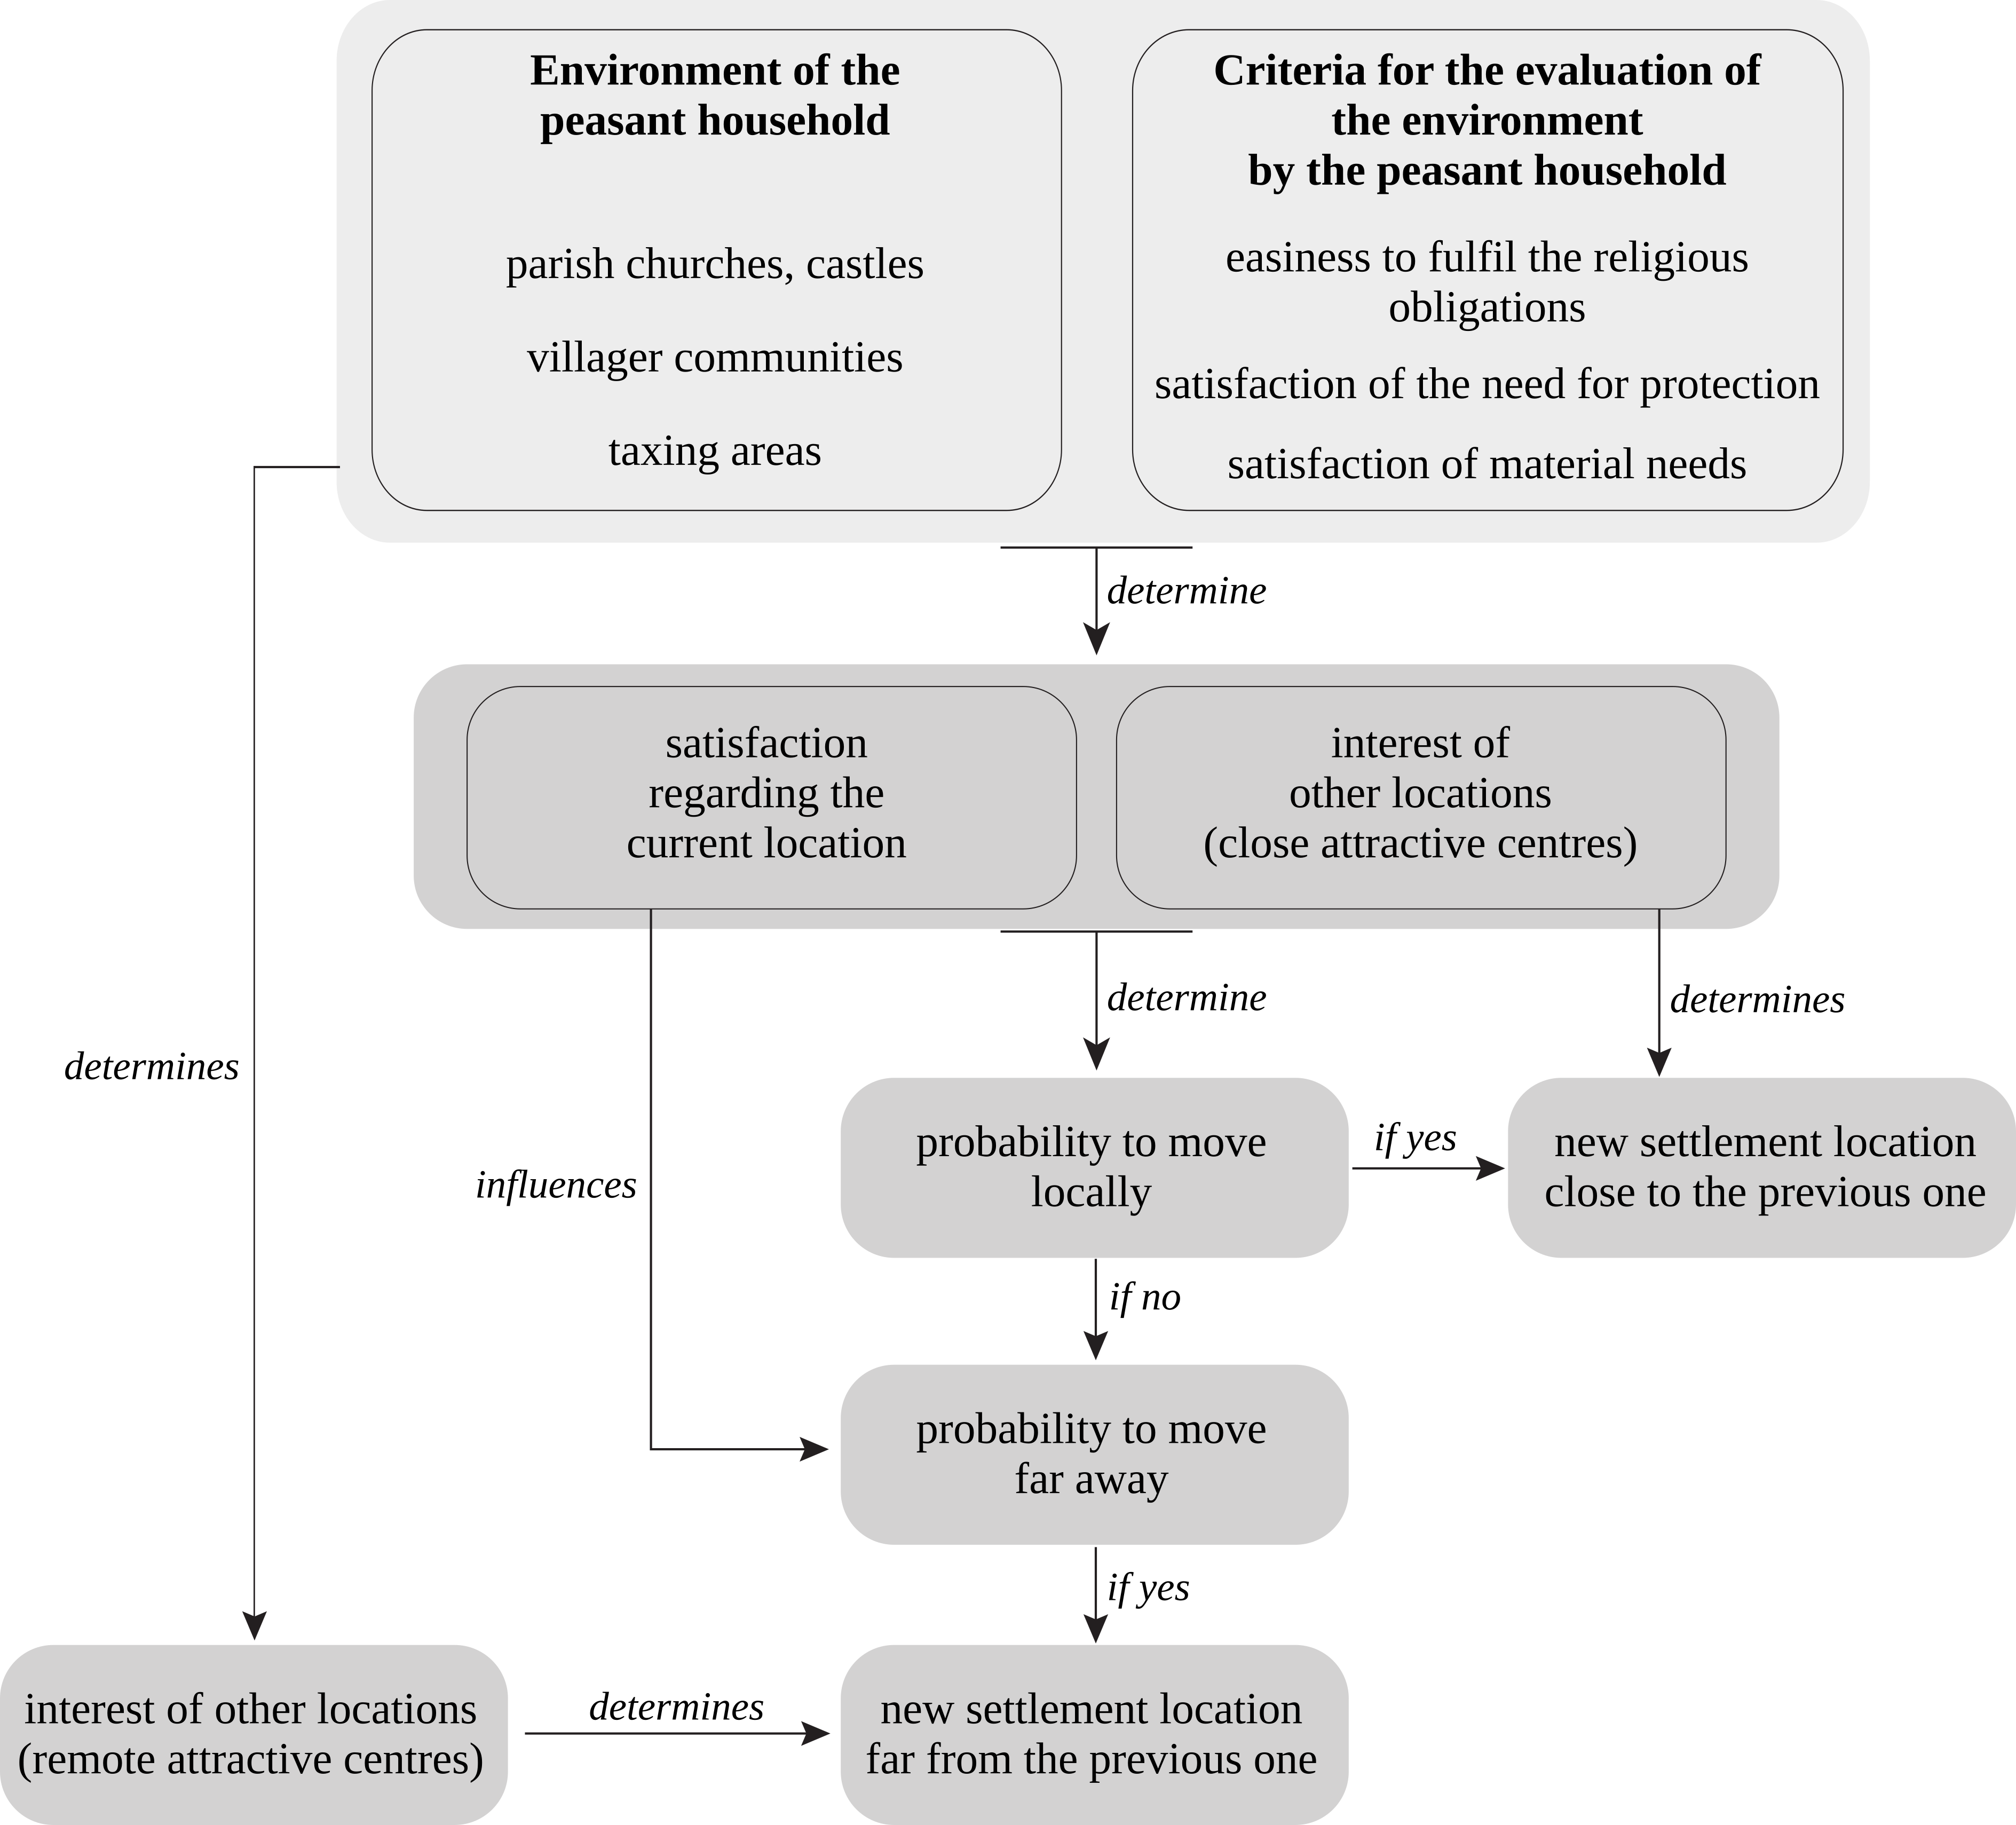 Environment of the
peasant household
parish churches, castles
villager communities
taxing areas
Criteria for the evaluation of
the environment
by the peasant household
easiness to fulfil the religious
obligations
satisfaction of the need for protection
satisfaction of material needs
determine
satisfaction
regarding the
current location
interest of
other locations
(close attractive centres)
determine
determines
determines
influences
probability to move
locally
if yes
new settlement location
close to the previous one
if no
probability to move
far away
if yes
interest of other locations
(remote attractive centres)
determines
new settlement location
far from the previous one